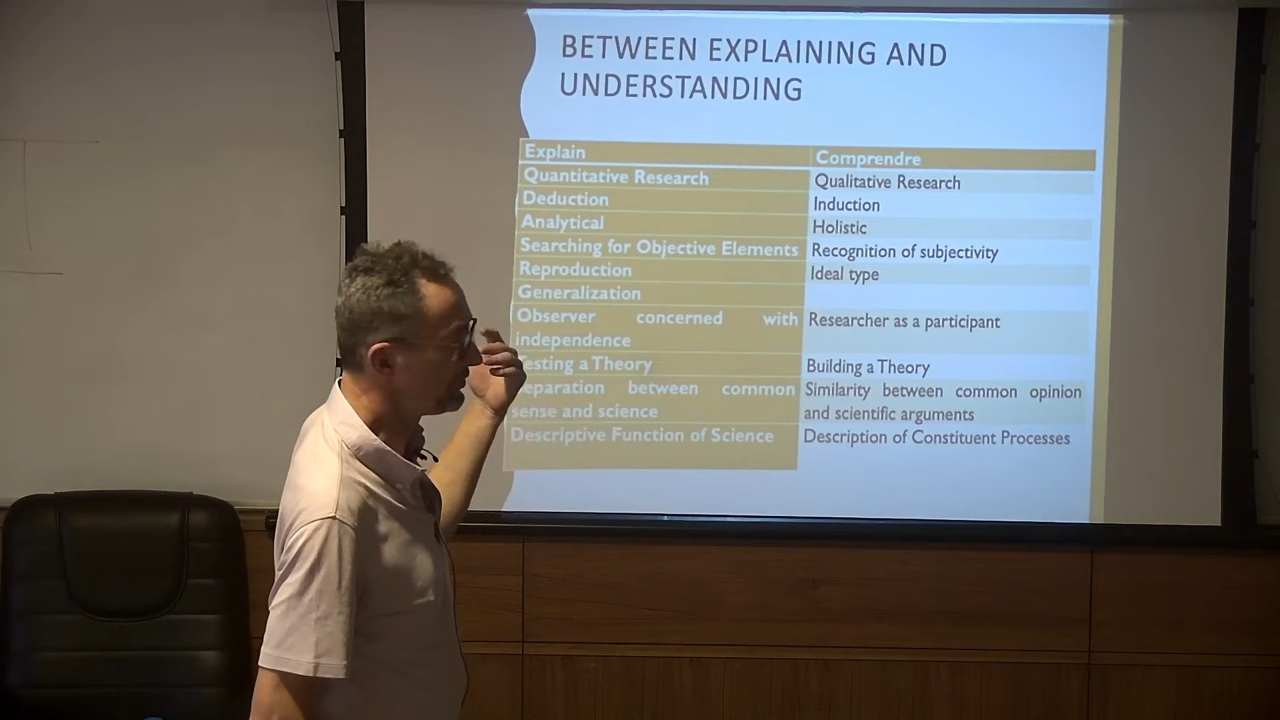 BETWEEN EXPLAINING AND
UNDERSTANDING
Explain
Comprendre
Quantitative Research
Qualitative Research
Deduction
Induction
Analytical
Holistic
Searching for Objective Elements
Recognition of subjectivity
Reproduction
Ideal type
Generalization
Observer concerned with
independence
Researcher as a participant
Testing a Theory
Building a Theory
Separation between common
sense and science
Similarity between common opinion
and scientific arguments
Descriptive Function of Science
Description of Constituent Processes